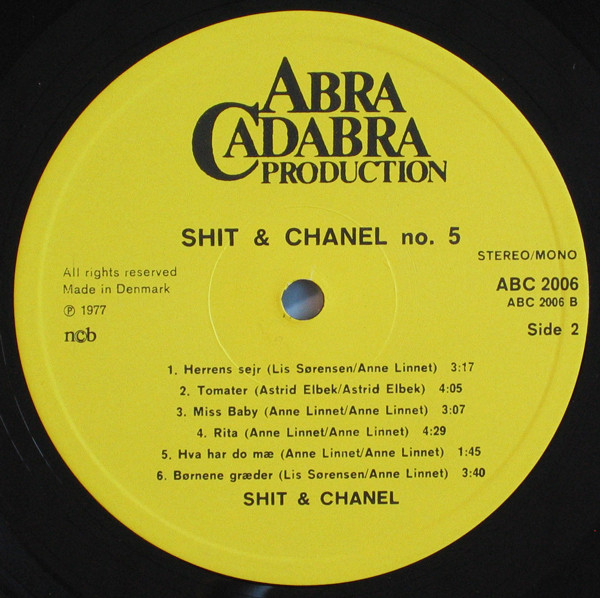 ABRA
CADABRA
PRODUCTION
SHIT & CHANEL no. 5
STEREO/MONO
All rights reserved
Made in Denmark
℗ 1977
ncb
ABC 2006
ABC 2006 B
Side 2
1. Herrens sejr (Lis Sørensen/Anne Linnet) 3:17
2. Tomater (Astrid Elbek/Astrid Elbek) 4:05
3. Miss Baby (Anne Linnet/Anne Linnet) 3:07
4. Rita (Anne Linnet/Anne Linnet) 4:29
5. Hva har do mæ (Anne Linnet/Anne Linnet) 1:45
6. Børnene græder (Lis Sørensen/Anne Linnet) 3:40
SHIT & CHANEL